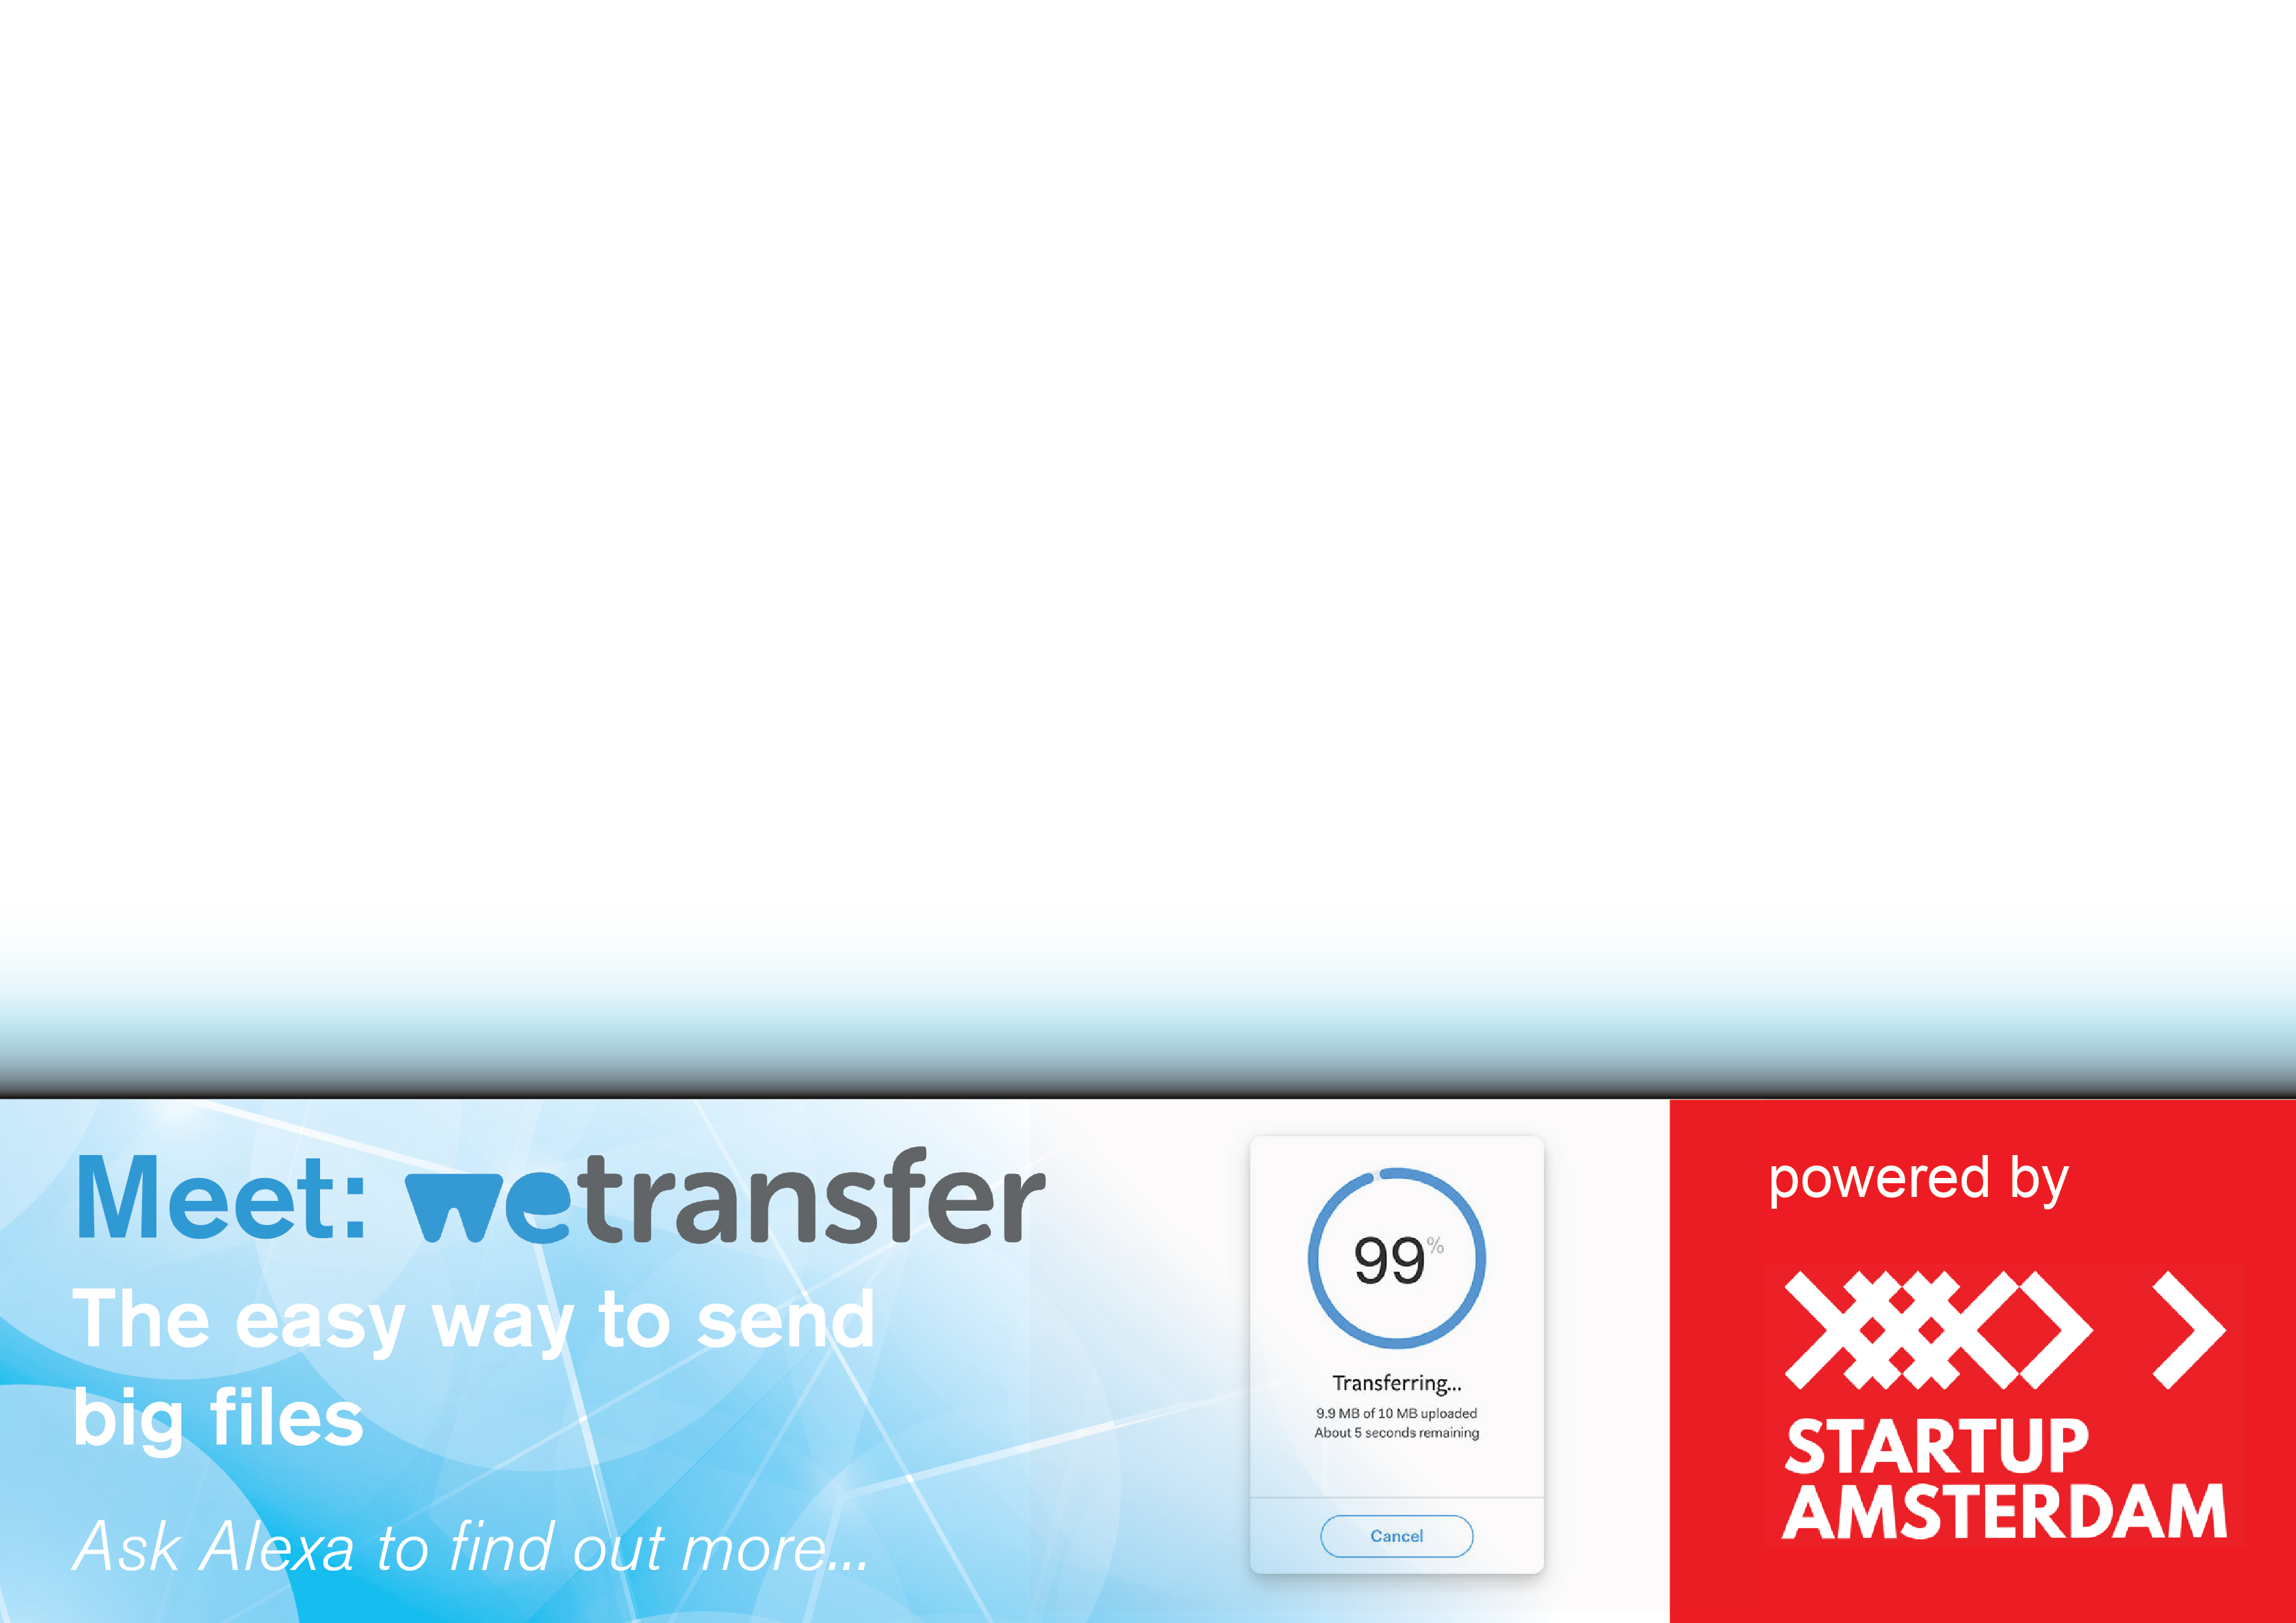 Meet: wetransfer
The easy way to send
big files
Ask Alexa to find out more...
99%
Transferring...
9.9 MB of 10 MB uploaded
About 5 seconds remaining
Cancel
powered by
STARTUP
AMSTERDAM